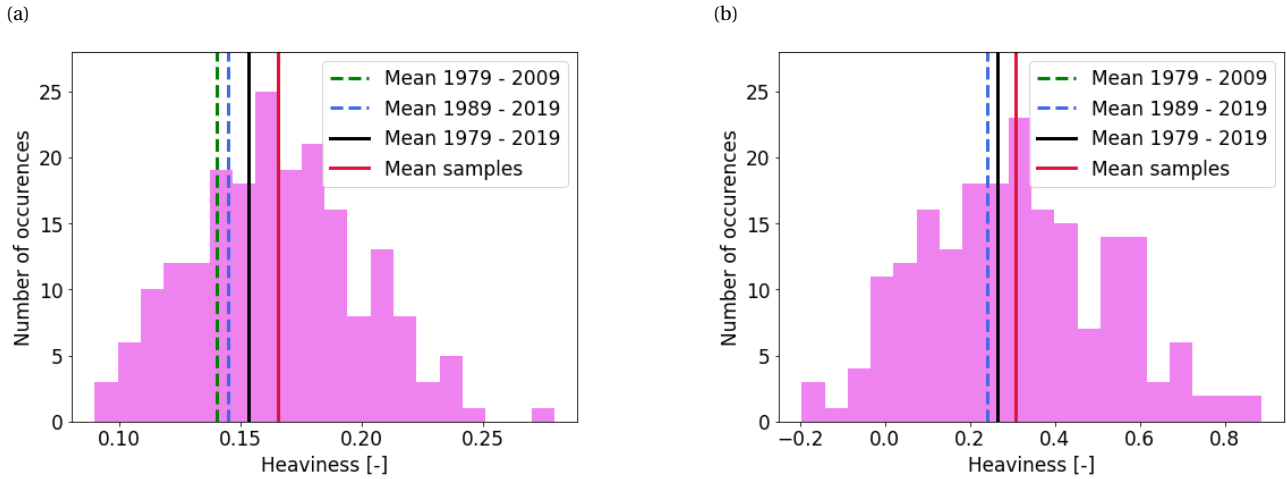 (a)
Mean 1979 - 2009
Mean 1989 - 2019
Mean 1979 - 2019
Mean samples
Number of occurences
25
20
15
10
5
0
0.10
0.15
0.20
0.25
Heaviness [-]
(b)
Mean 1979 - 2009
Mean 1989 - 2019
Mean 1979 - 2019
Mean samples
Number of occurences
25
20
15
10
5
0
−0.2
0.0
0.2
0.4
0.6
0.8
Heaviness [-]